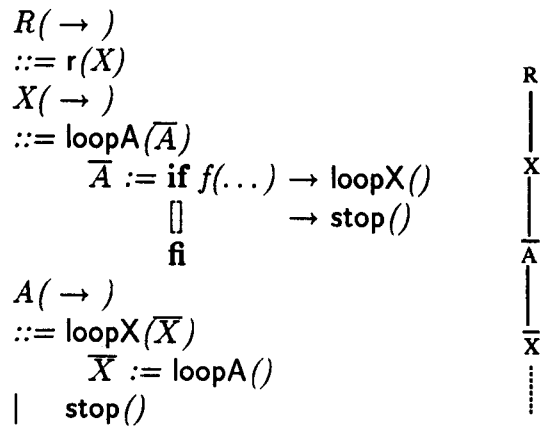 R( → )
::= r(X)
X( → )
::= loopA(A̅)
A̅ := if f(...) → loopX()
[] → stop()
fi
A( → )
::= loopX(X̅)
X̅ := loopA()
| stop()
R
X
A̅
X̅